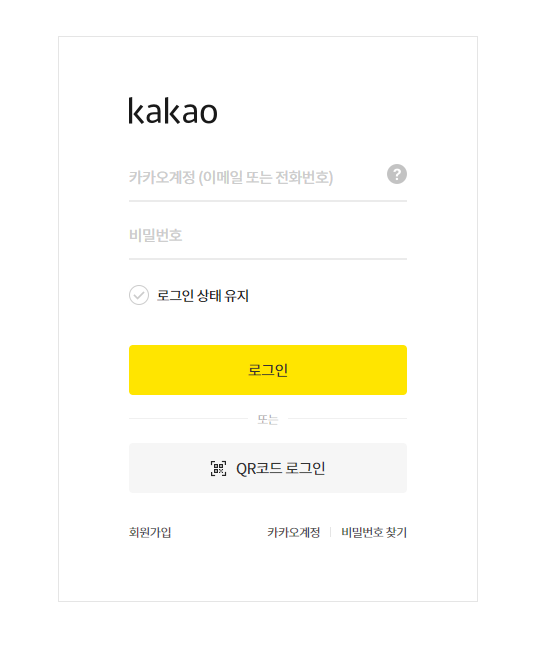 kakao
카카오계정 (이메일 또는 전화번호)
?
비밀번호
로그인 상태 유지
로그인
또는
QR코드 로그인
회원가입 카카오계정 | 비밀번호 찾기